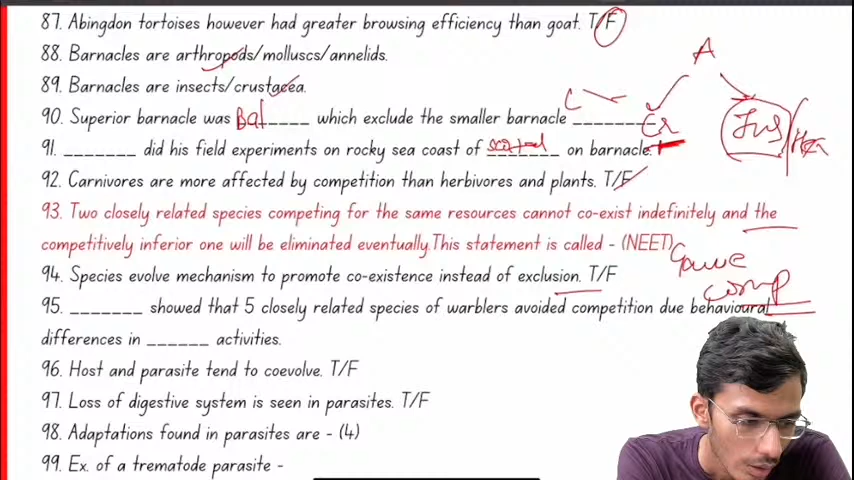 87. Abingdon tortoises however had greater browsing efficiency than goat. T/F
88. Barnacles are arthropods/molluscs/annelids.
89. Barnacles are insects/crustacea.
90. Superior barnacle was Bal____ which exclude the smaller barnacle ________
91. _______ did his field experiments on rocky sea coast of _______ on barnacle.
92. Carnivores are more affected by competition than herbivores and plants. T/F
93. Two closely related species competing for the same resources cannot co-exist indefinitely and the
competitively inferior one will be eliminated eventually.This statement is called - (NEET)
94. Species evolve mechanism to promote co-existence instead of exclusion. T/F
95. _______ showed that 5 closely related species of warblers avoided competition due behavioural
differences in ______ activities.
96. Host and parasite tend to coevolve. T/F
97. Loss of digestive system is seen in parasites. T/F
98. Adaptations found in parasites are - (4)
99. Ex. of a trematode parasite -
A
Cr
comp